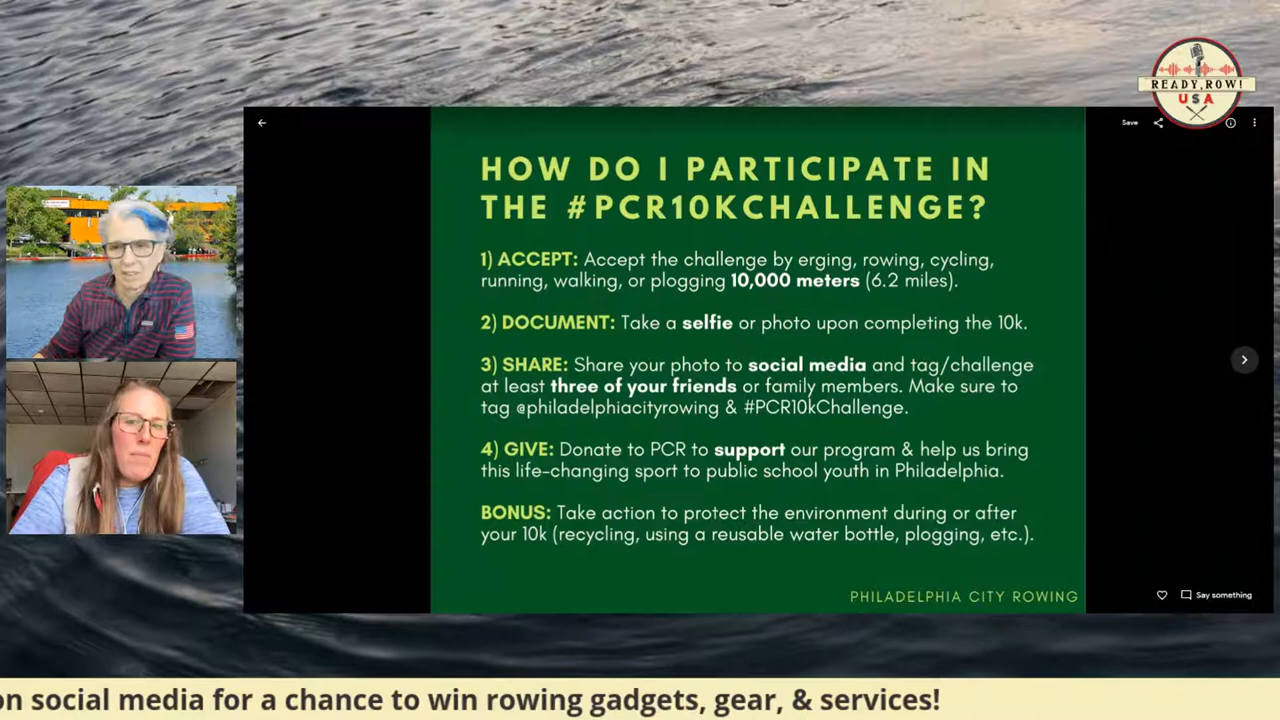 READY, ROW!
USA
Save
HOW DO I PARTICIPATE IN
THE #PCR10KCHALLENGE?
1) ACCEPT: Accept the challenge by erging, rowing, cycling,
running, walking, or plogging 10,000 meters (6.2 miles).
2) DOCUMENT: Take a selfie or photo upon completing the 10k.
3) SHARE: Share your photo to social media and tag/challenge
at least three of your friends or family members. Make sure to
tag @philadelphiacityrowing & #PCR10kChallenge.
4) GIVE: Donate to PCR to support our program & help us bring
this life-changing sport to public school youth in Philadelphia.
BONUS: Take action to protect the environment during or after
your 10k (recycling, using a reusable water bottle, plogging, etc.).
PHILADELPHIA CITY ROWING
Say something
on social media for a chance to win rowing gadgets, gear, & services!